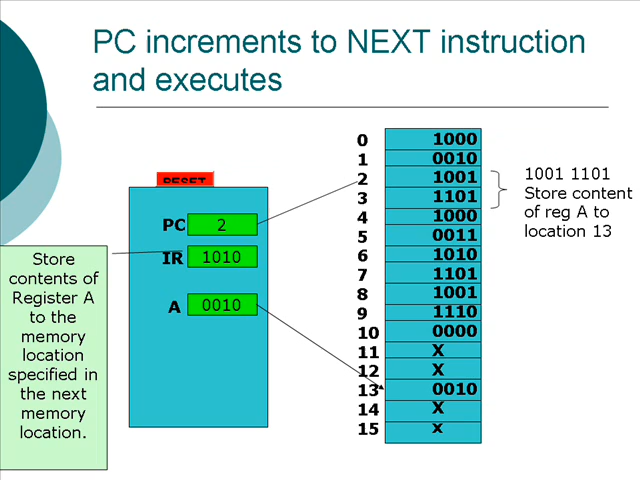 PC increments to NEXT instruction
and executes
RESET
PC 2
IR 1010
A 0010
Store
contents of
Register A
to the
memory
location
specified in
the next
memory
location.
0 1000
1 0010
2 1001
3 1101
4 1000
5 0011
6 1010
7 1101
8 1001
9 1110
10 0000
11 X
12 X
13 0010
14 X
15 x
1001 1101
Store content
of reg A to
location 13